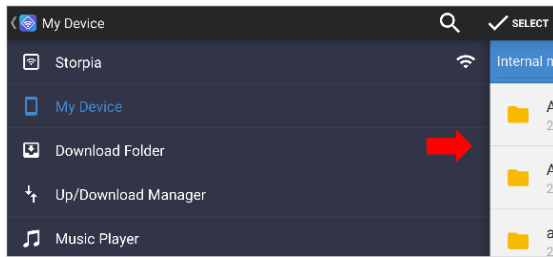 My Device
SELECT
Storpia
Internal
My Device
Download Folder
Up/Download Manager
Music Player